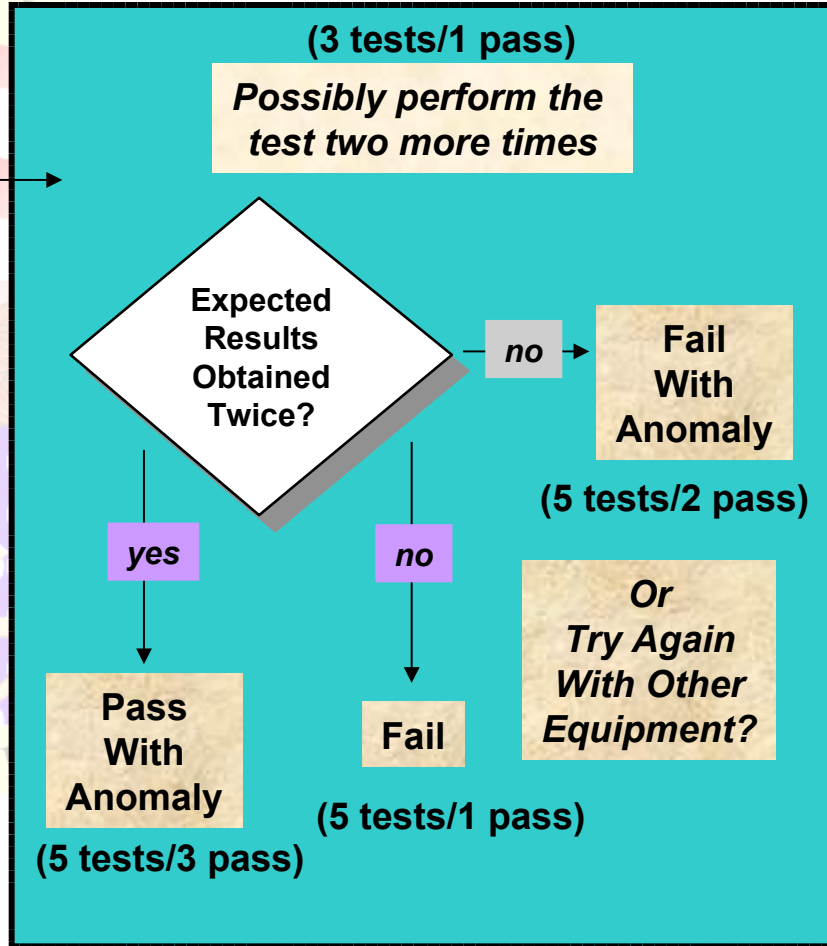 (3 tests/1 pass)
Possibly perform the
test two more times
Expected
Results
Obtained
Twice?
no
Fail
With
Anomaly
(5 tests/2 pass)
yes
no
Or
Try Again
With Other
Equipment?
Pass
With
Anomaly
(5 tests/3 pass)
Fail
(5 tests/1 pass)